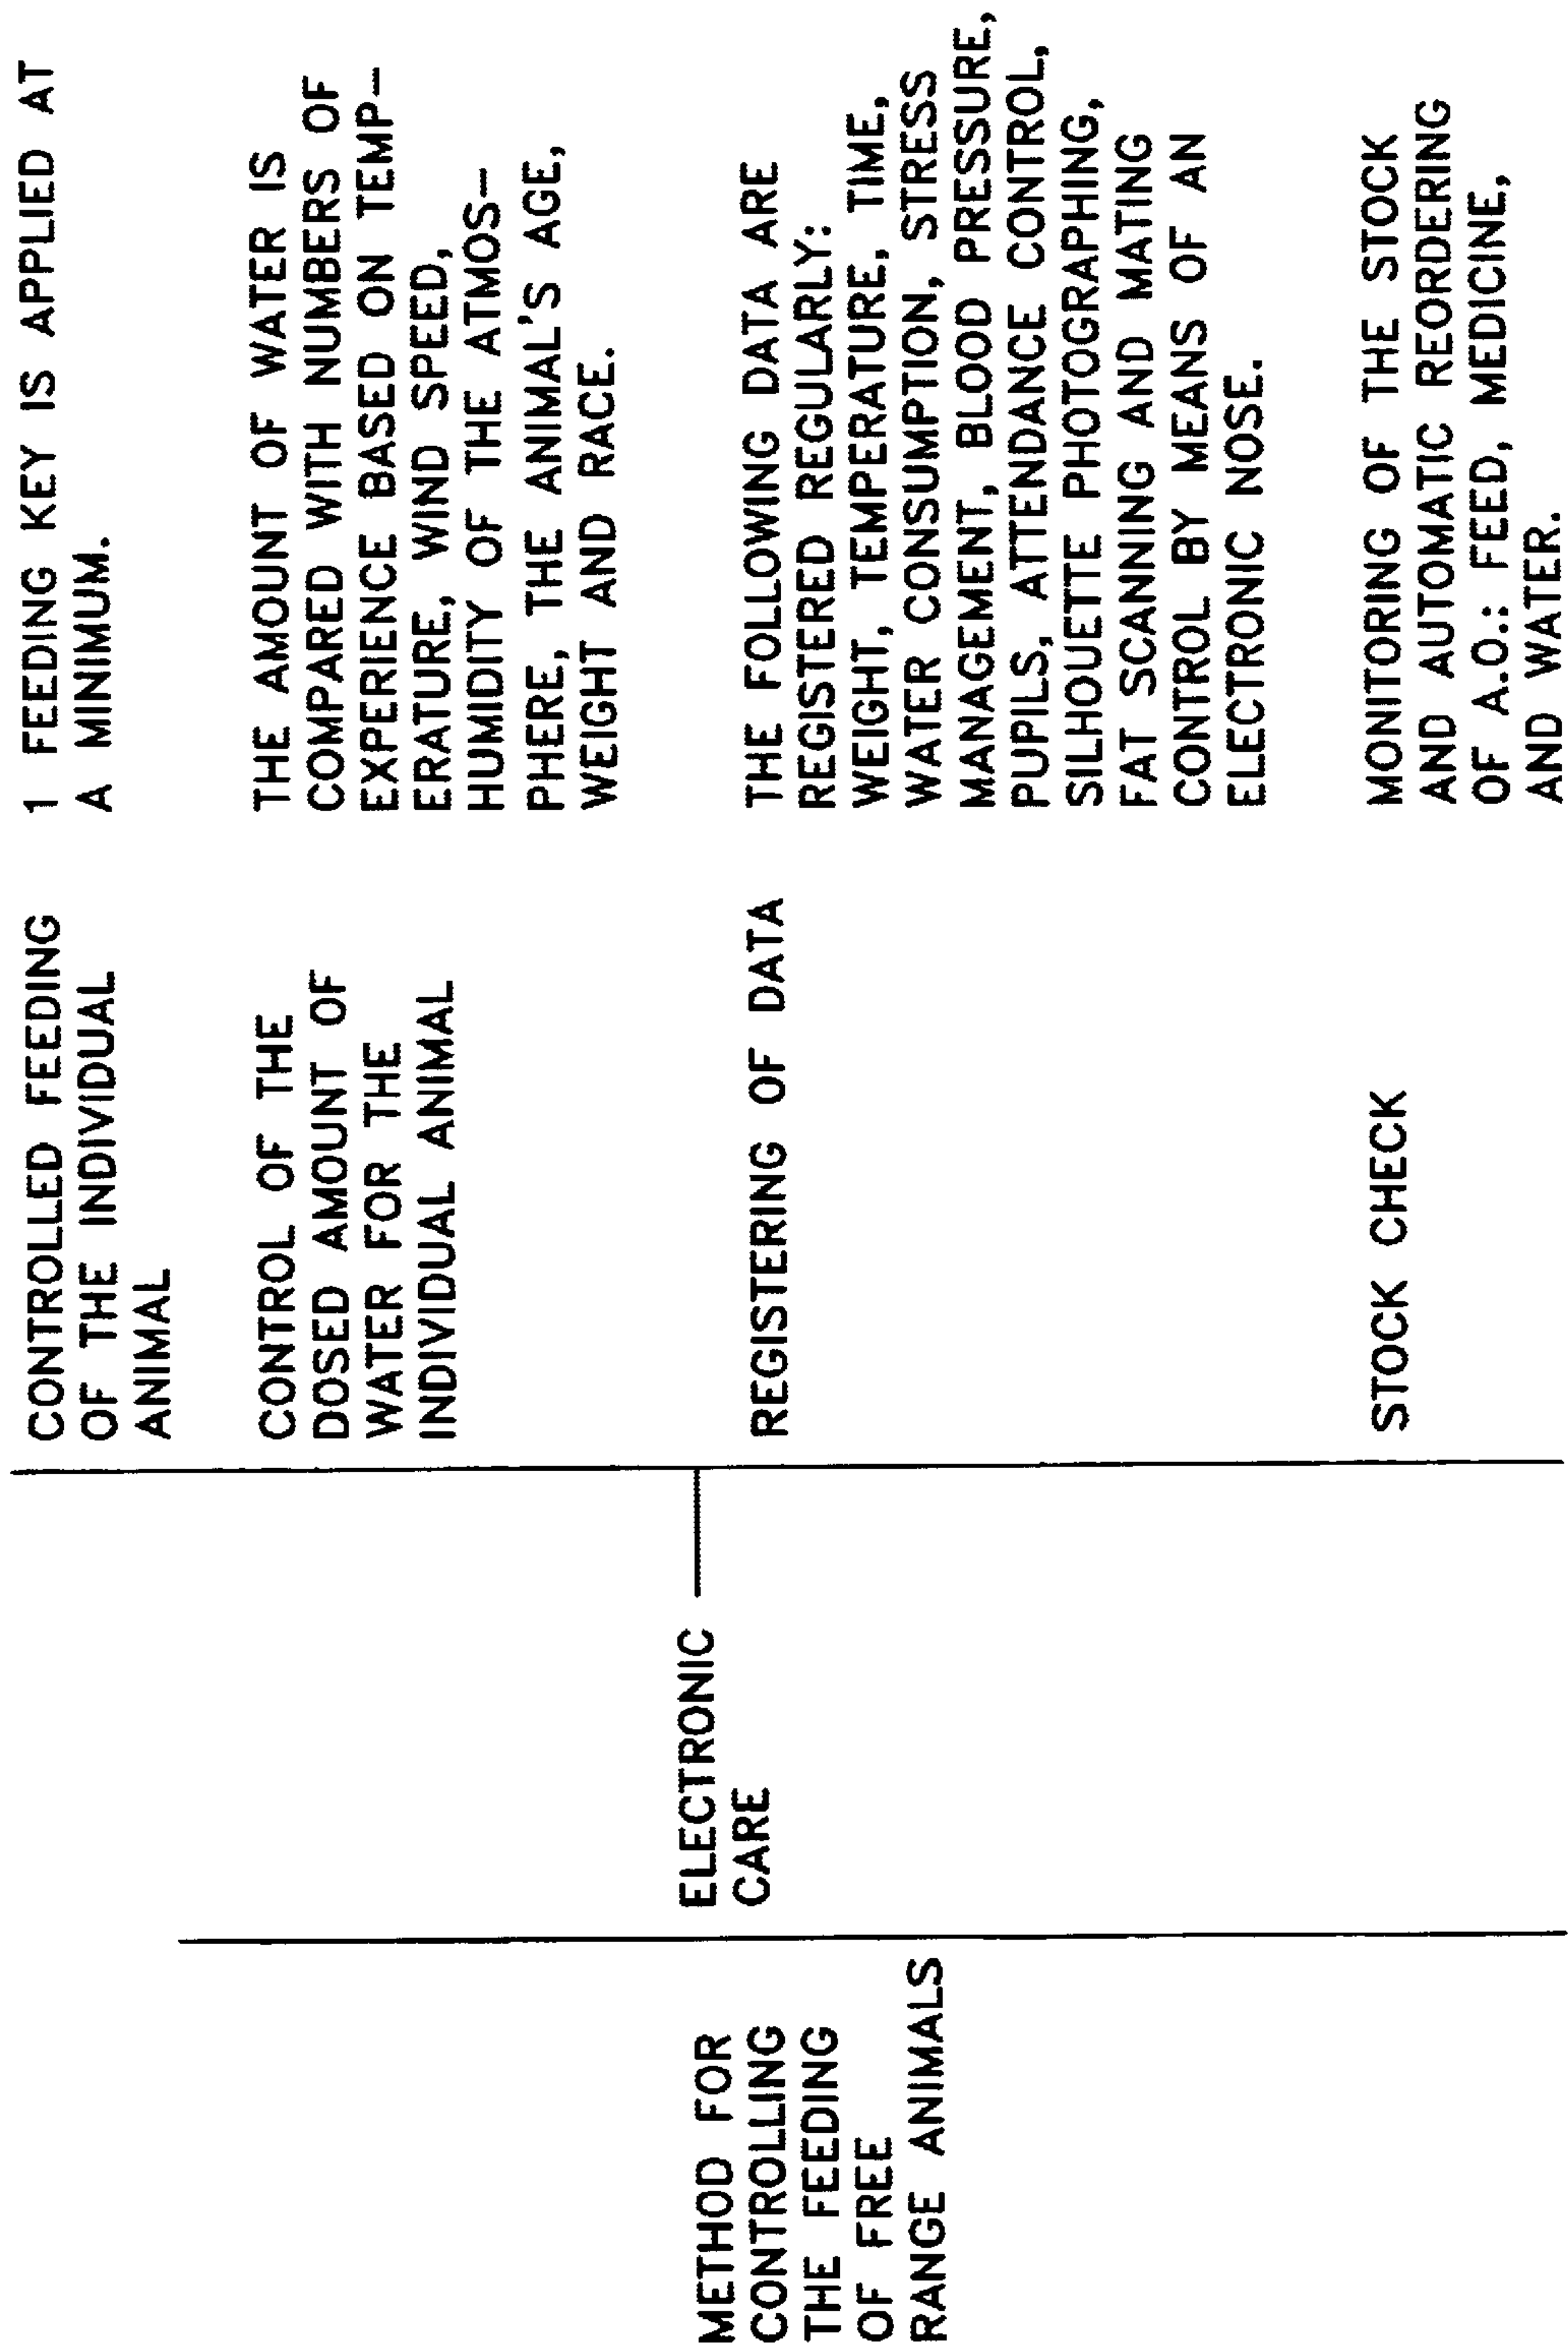 METHOD FOR
CONTROLLING
THE FEEDING
OF FREE
RANGE ANIMALS
ELECTRONIC
CARE
CONTROLLED FEEDING
OF THE INDIVIDUAL
ANIMAL
1 FEEDING KEY IS APPLIED AT
A MINIMUM.
CONTROL OF THE
DOSED AMOUNT OF
WATER FOR THE
INDIVIDUAL ANIMAL
THE AMOUNT OF WATER IS
COMPARED WITH NUMBERS OF
EXPERIENCE BASED ON TEMP-
ERATURE, WIND SPEED,
HUMIDITY OF THE ATMOS-
PHERE, THE ANIMAL'S AGE,
WEIGHT AND RACE.
REGISTERING OF DATA
THE FOLLOWING DATA ARE
REGISTERED REGULARLY:
WEIGHT, TEMPERATURE, TIME,
WATER CONSUMPTION, STRESS
MANAGEMENT, BLOOD PRESSURE,
PUPILS, ATTENDANCE CONTROL,
SILHOUETTE PHOTOGRAPHING,
FAT SCANNING AND MATING
CONTROL BY MEANS OF AN
ELECTRONIC NOSE.
STOCK CHECK
MONITORING OF THE STOCK
AND AUTOMATIC REORDERING
OF A.O.: FEED, MEDICINE,
AND WATER.